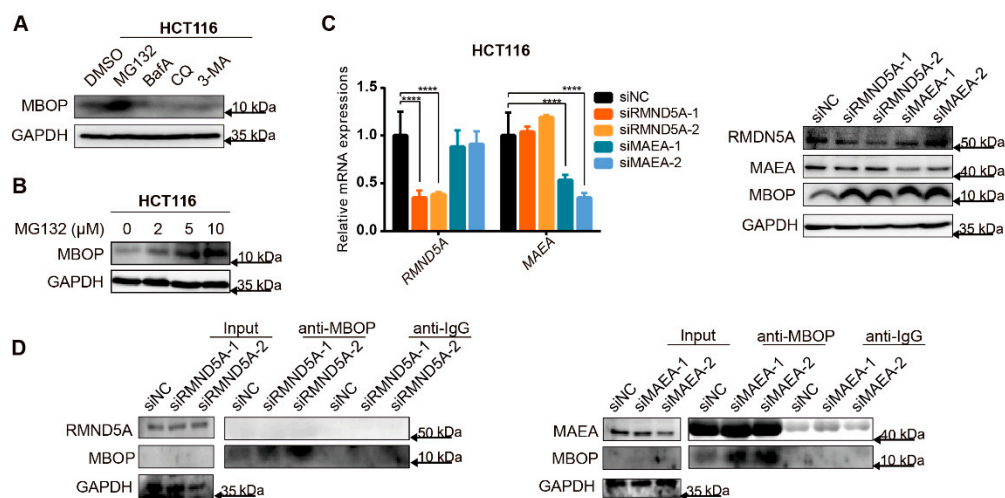 A
HCT116
DMSO
MG132
BafA
CQ
3-MA
MBOP
10 kDa
GAPDH
35 kDa
B
HCT116
MG132 (µM) 0 2 5 10
MBOP
10 kDa
GAPDH
35 kDa
C
HCT116
Relative mRNA expressions
1.5
1.0
0.5
0.0
****
****
****
****
RMND5A
MAEA
siNC
siRMND5A-1
siRMND5A-2
siMAEA-1
siMAEA-2
siNC
siRMND5A-1
siRMND5A-2
siMAEA-1
siMAEA-2
RMDN5A
50 kDa
MAEA
40 kDa
MBOP
10 kDa
GAPDH
35 kDa
D
Input anti-MBOP anti-IgG
siNC
siRMND5A-1
siRMND5A-2
siNC
siRMND5A-1
siRMND5A-2
siNC
siRMND5A-1
siRMND5A-2
RMND5A
50 kDa
MBOP
10 kDa
GAPDH
35 kDa
Input anti-MBOP anti-IgG
siNC
siMAEA-1
siMAEA-2
siNC
siMAEA-1
siMAEA-2
siNC
siMAEA-1
siMAEA-2
MAEA
40 kDa
MBOP
10 kDa
GAPDH
35 kDa